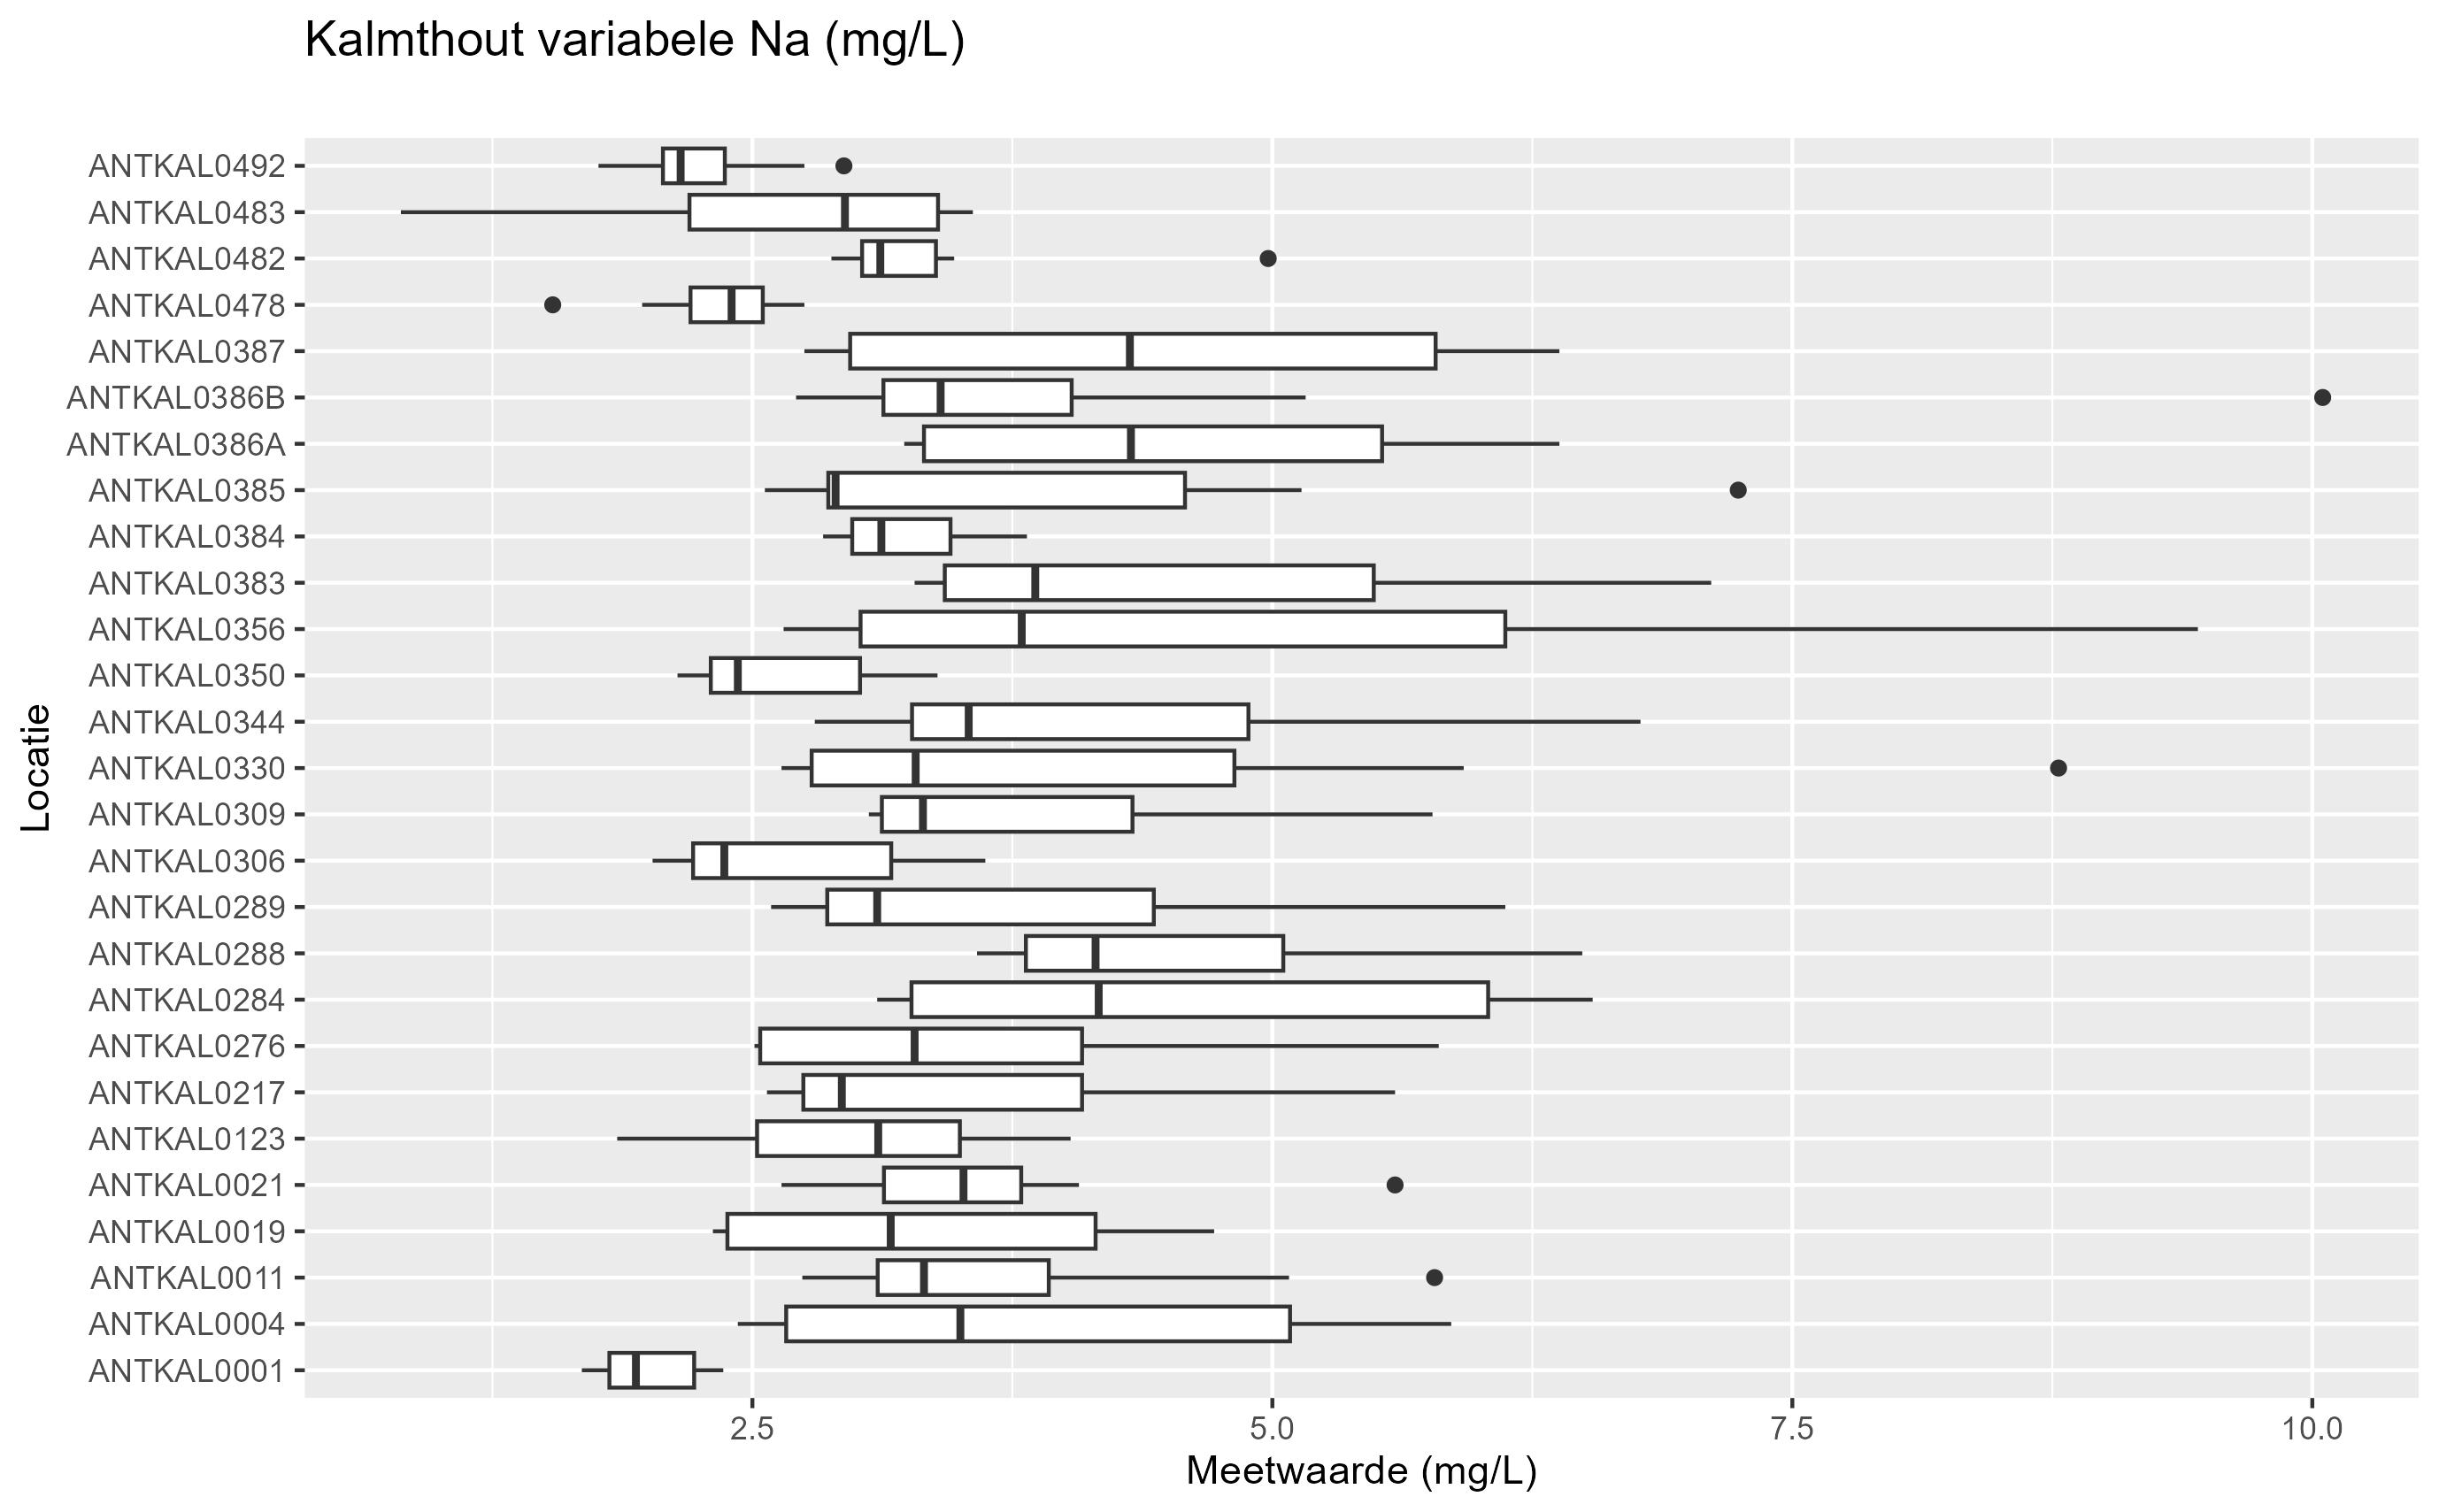 Kalmthout variabele Na (mg/L)
ANTKAL0492
ANTKAL0483
ANTKAL0482
ANTKAL0478
ANTKAL0387
ANTKAL0386B
ANTKAL0386A
ANTKAL0385
ANTKAL0384
ANTKAL0383
ANTKAL0356
ANTKAL0350
ANTKAL0344
ANTKAL0330
ANTKAL0309
ANTKAL0306
ANTKAL0289
ANTKAL0288
ANTKAL0284
ANTKAL0276
ANTKAL0217
ANTKAL0123
ANTKAL0021
ANTKAL0019
ANTKAL0011
ANTKAL0004
ANTKAL0001
Locatie
2.5 5.0 7.5 10.0
Meetwaarde (mg/L)